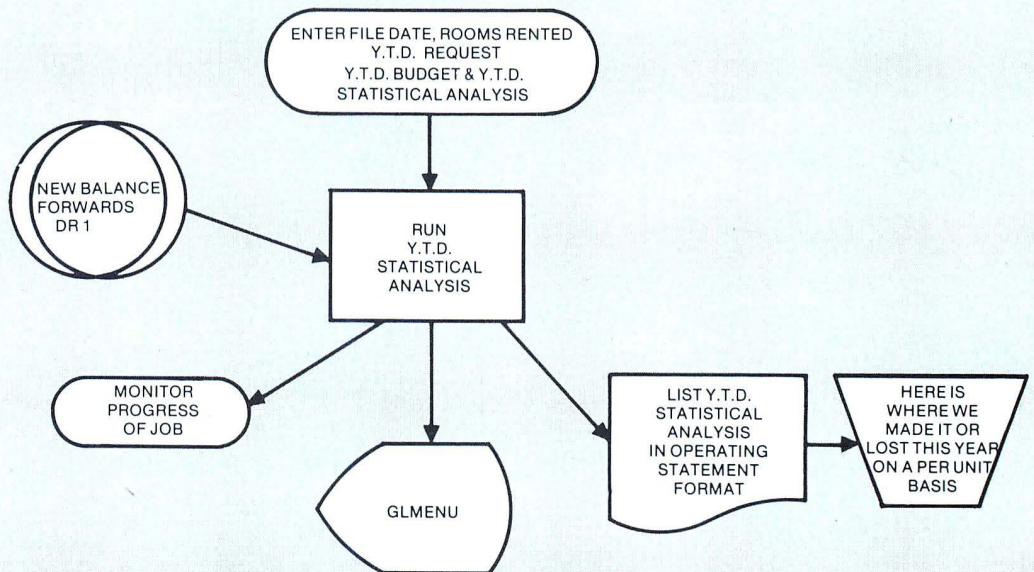 ENTER FILE DATE, ROOMS RENTED
Y.T.D. REQUEST
Y.T.D. BUDGET & Y.T.D.
STATISTICAL ANALYSIS
NEW BALANCE
FORWARDS
DR 1
RUN
Y.T.D.
STATISTICAL
ANALYSIS
MONITOR
PROGRESS
OF JOB
GLMENU
LIST Y.T.D.
STATISTICAL
ANALYSIS
IN OPERATING
STATEMENT
FORMAT
HERE IS
WHERE WE
MADE IT OR
LOST THIS YEAR
ON A PER UNIT
BASIS